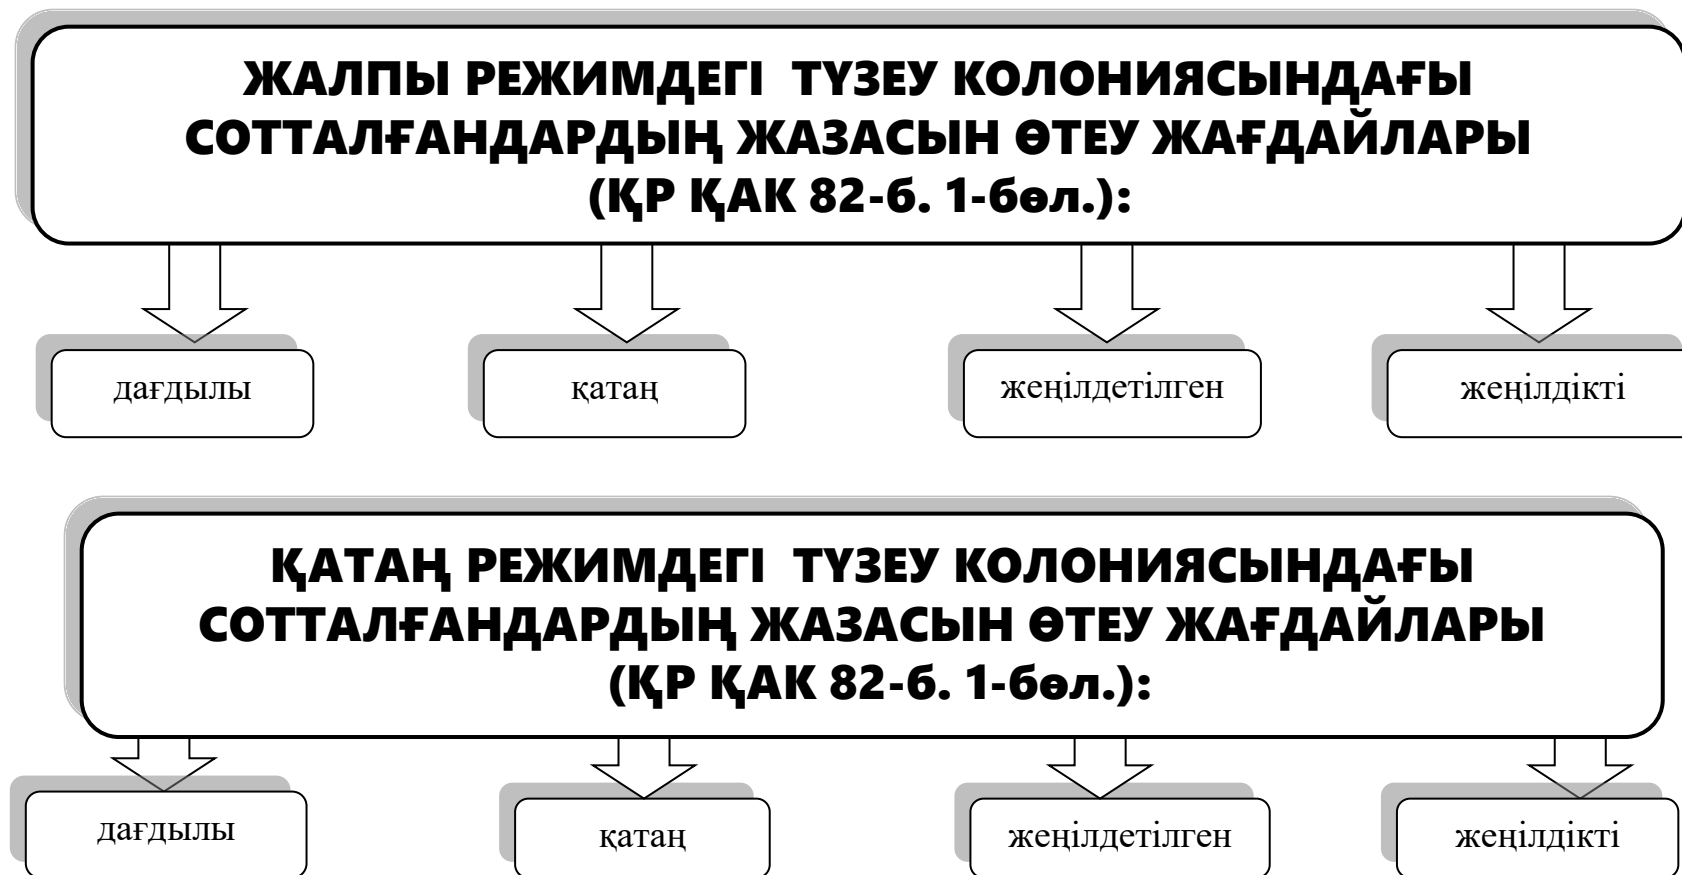 ЖАЛПЫ РЕЖИМДЕГІ ТҮЗЕУ КОЛОНИЯСЫНДАҒЫ
СОТТАЛҒАНДАРДЫҢ ЖАЗАСЫН ӨТЕУ ЖАҒДАЙЛАРЫ
(ҚР ҚАК 82-б. 1-бөл.):
дағдылы
қатаң
жеңілдетілген
жеңілдікті
ҚАТАҢ РЕЖИМДЕГІ ТҮЗЕУ КОЛОНИЯСЫНДАҒЫ
СОТТАЛҒАНДАРДЫҢ ЖАЗАСЫН ӨТЕУ ЖАҒДАЙЛАРЫ
(ҚР ҚАК 82-б. 1-бөл.):
дағдылы
қатаң
жеңілдетілген
жеңілдікті